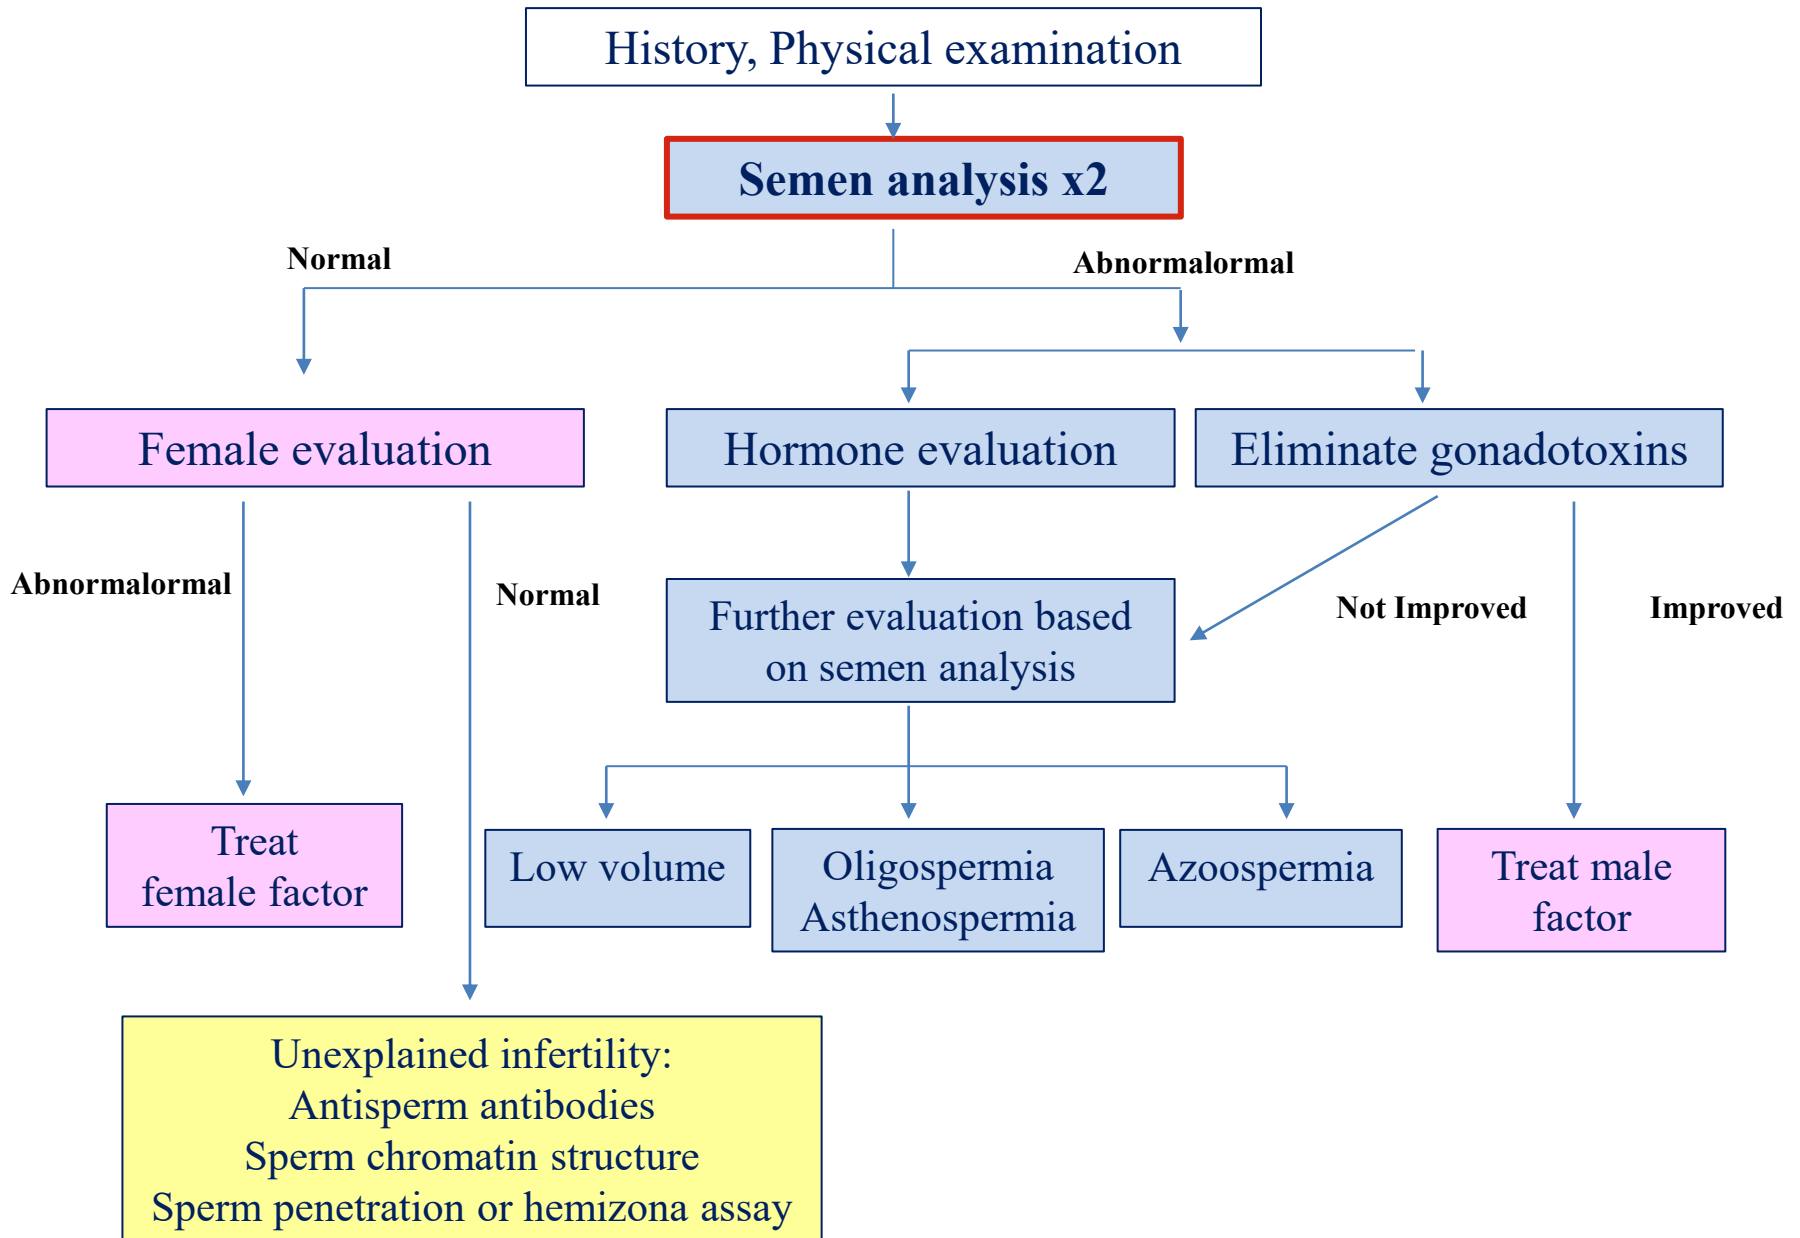 History, Physical examination
Semen analysis x2
Normal
Abnormalormal
Female evaluation
Hormone evaluation
Eliminate gonadotoxins
Abnormalormal
Normal
Not Improved
Improved
Further evaluation based
on semen analysis
Treat
female factor
Low volume
Oligospermia
Asthenospermia
Azoospermia
Treat male
factor
Unexplained infertility:
Antisperm antibodies
Sperm chromatin structure
Sperm penetration or hemizona assay